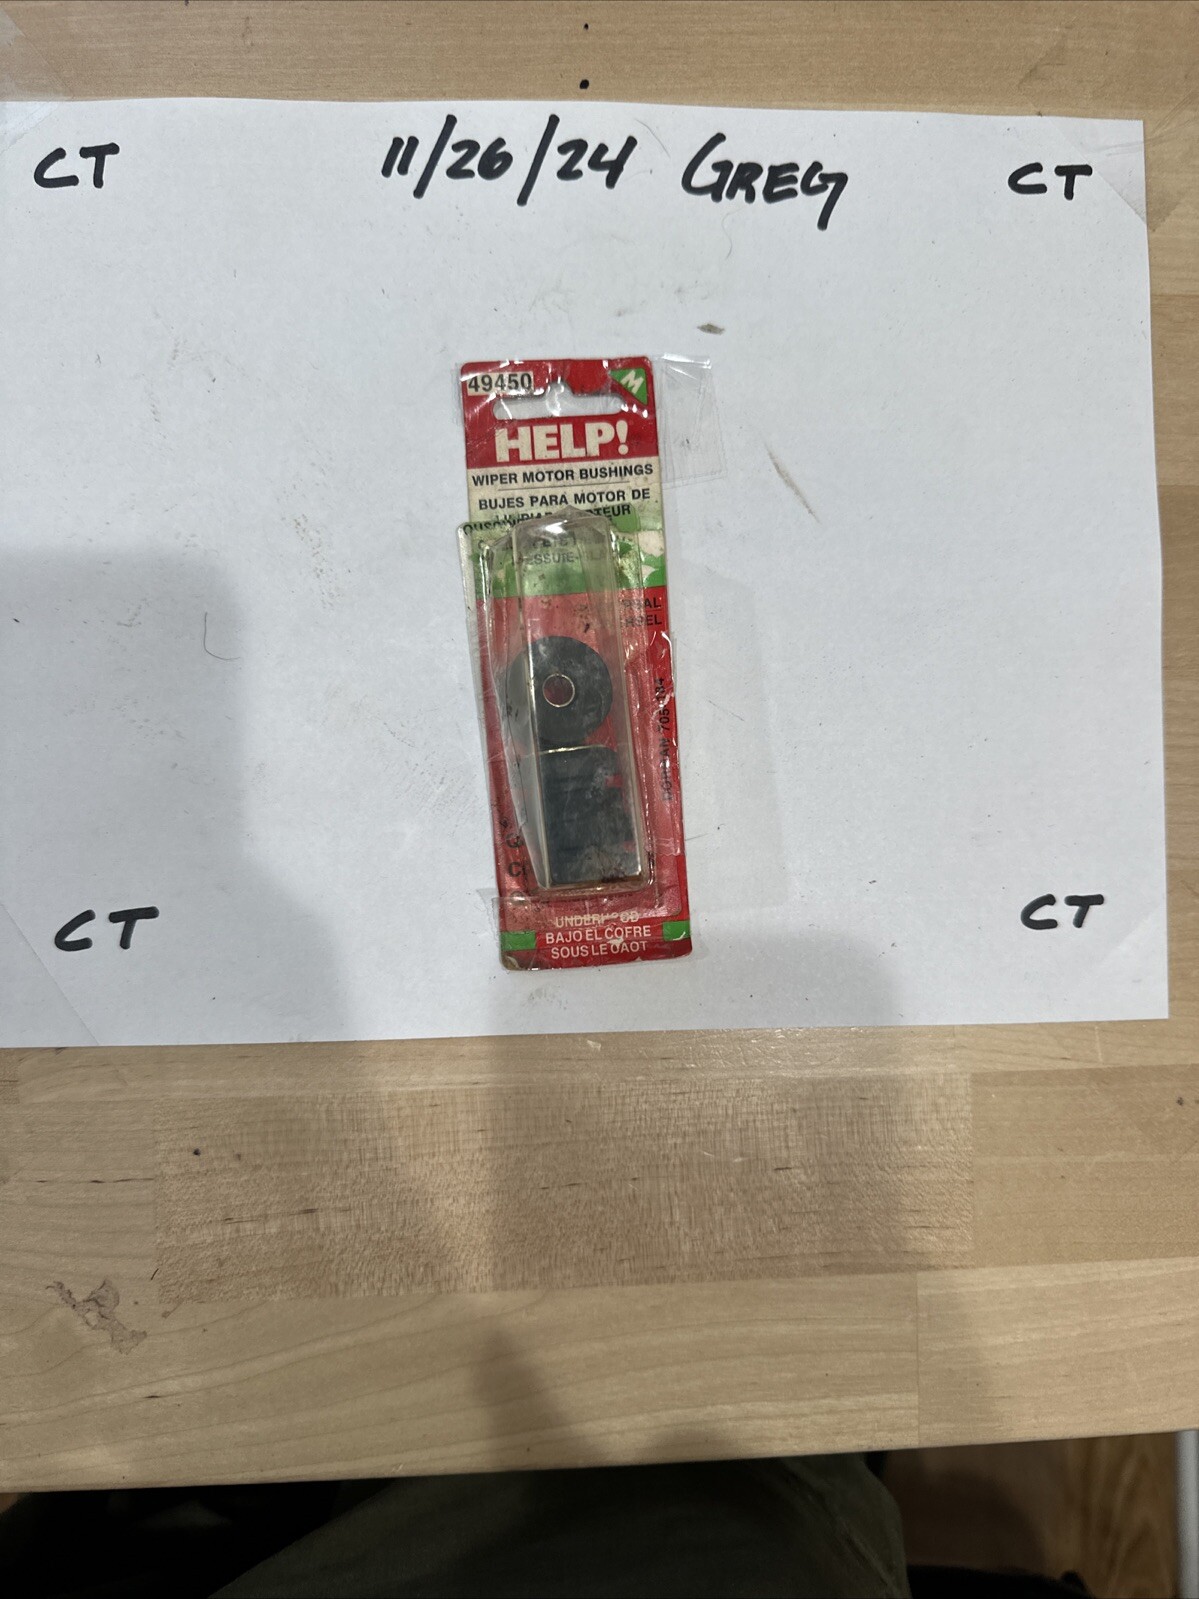 CT 11/26/24 GREG CT
49450 M
HELP!
WIPER MOTOR BUSHINGS
BUJES PARA MOTOR DE
UNDERHOOD
BAJO EL COFRE
SOUS LE
CT CT